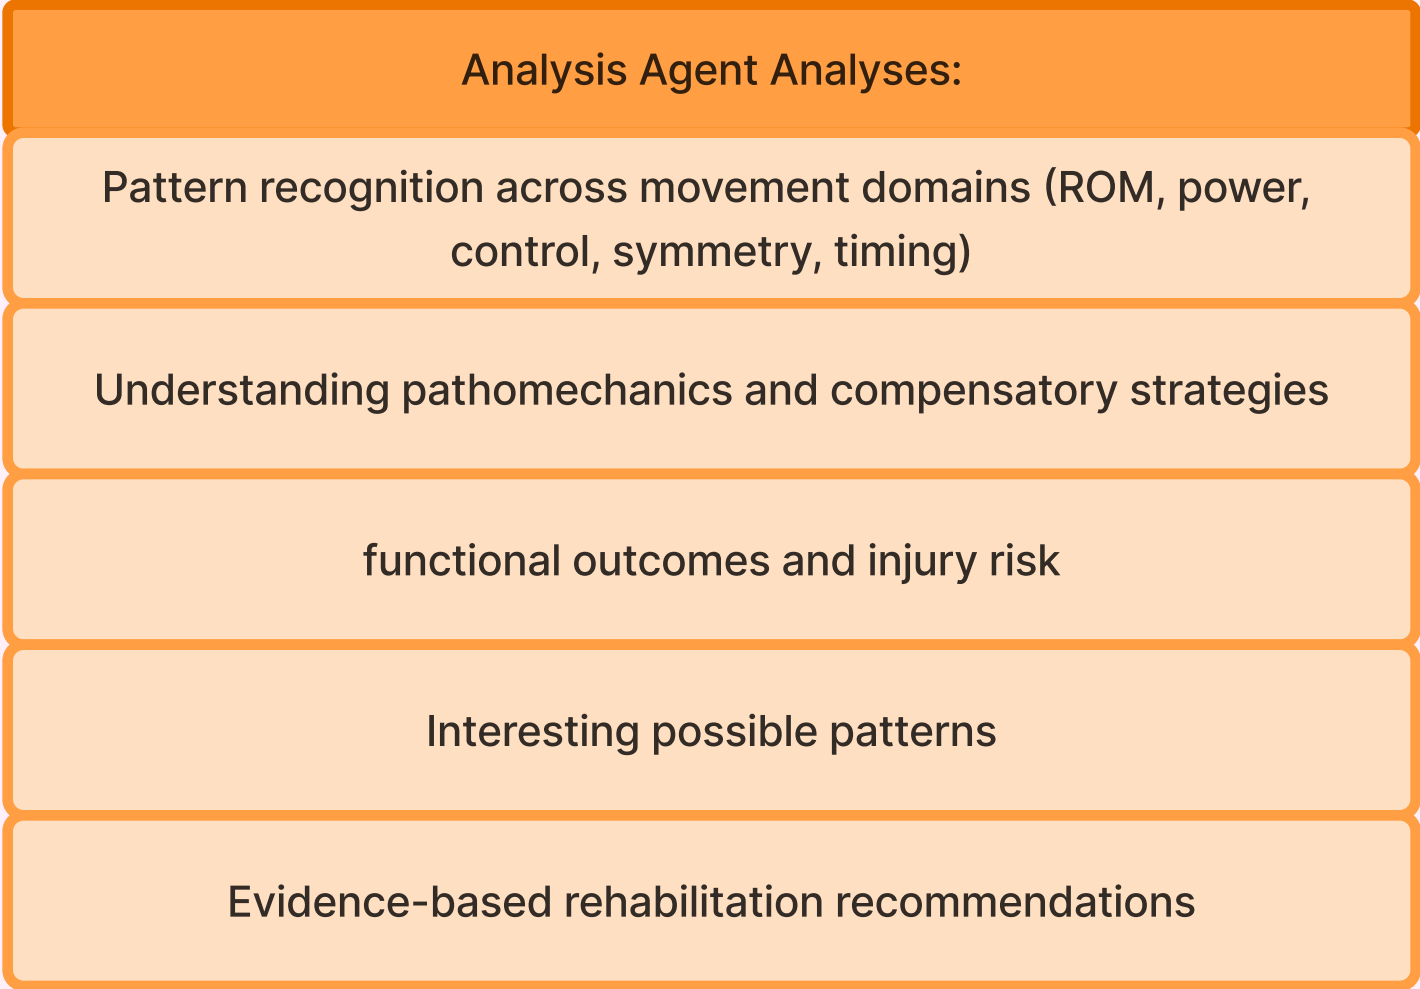 Analysis Agent Analyses:
Pattern recognition across movement domains (ROM, power,
control, symmetry, timing)
Understanding pathomechanics and compensatory strategies
functional outcomes and injury risk
Interesting possible patterns
Evidence-based rehabilitation recommendations